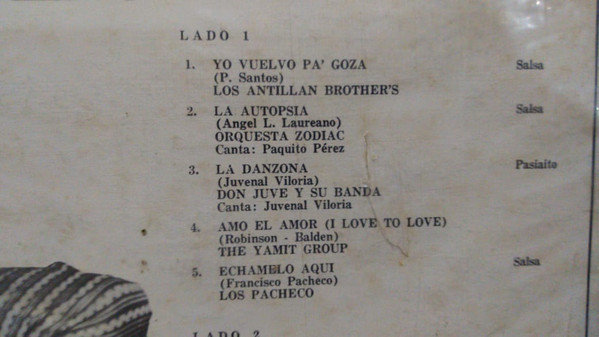 LADO 1
1. YO VUELVO PA' GOZA Salsa
(P. Santos)
LOS ANTILLAN BROTHER'S
2. LA AUTOPSIA Salsa
(Angel L. Laureano)
ORQUESTA ZODIAC
Canta: Paquito Pérez
3. LA DANZONA Pasiaito
(Juvenal Viloria)
DON JUVE Y SU BANDA
Canta: Juvenal Viloria
4. AMO EL AMOR (I LOVE TO LOVE)
(Robinson - Balden)
THE YAMIT GROUP
5. ECHAMELO AQUI Salsa
(Francisco Pacheco)
LOS PACHECO
LADO 2